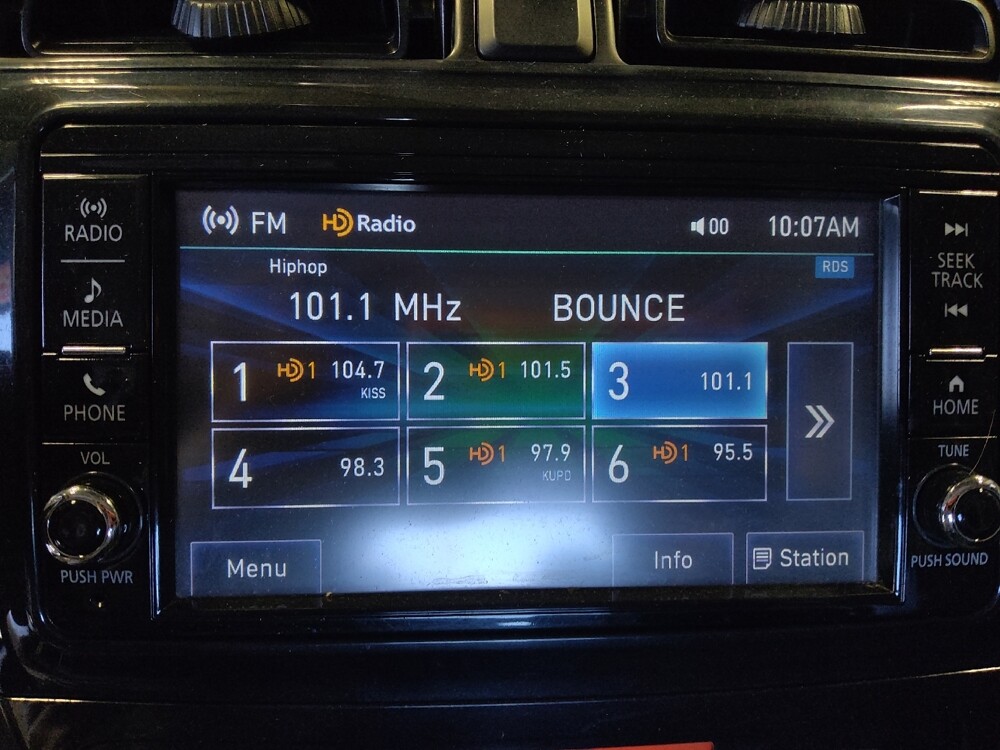 RADIO
MEDIA
PHONE
VOL
PUSH PWR
FM HD Radio 00 10:07AM
Hiphop RDS
101.1 MHz BOUNCE
1 HD1 104.7 KISS
2 HD1 101.5
3 101.1
4 98.3
5 HD1 97.9 KUPD
6 HD1 95.5
Menu Info Station
SEEK
TRACK
HOME
TUNE
PUSH SOUND